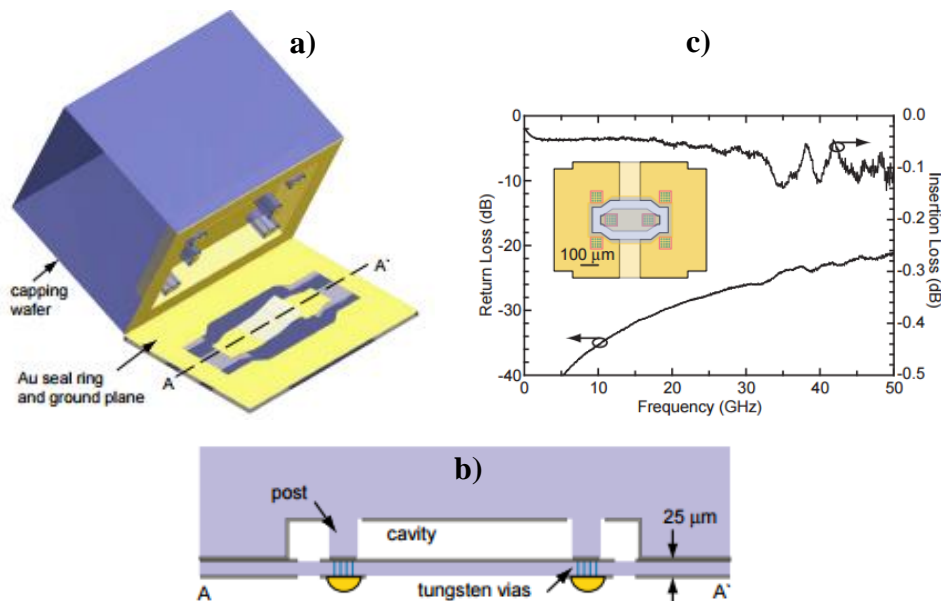 a)
capping
wafer
A`
A
Au seal ring
and ground plane
c)
0
-10
-20
-30
-40
Return Loss (dB)
100 µm
0.0
-0.1
-0.2
-0.3
-0.4
-0.5
Insertion Loss (dB)
0 10 20 30 40 50
Frequency (GHz)
b)
post
cavity
25 µm
tungsten vias
A
A`